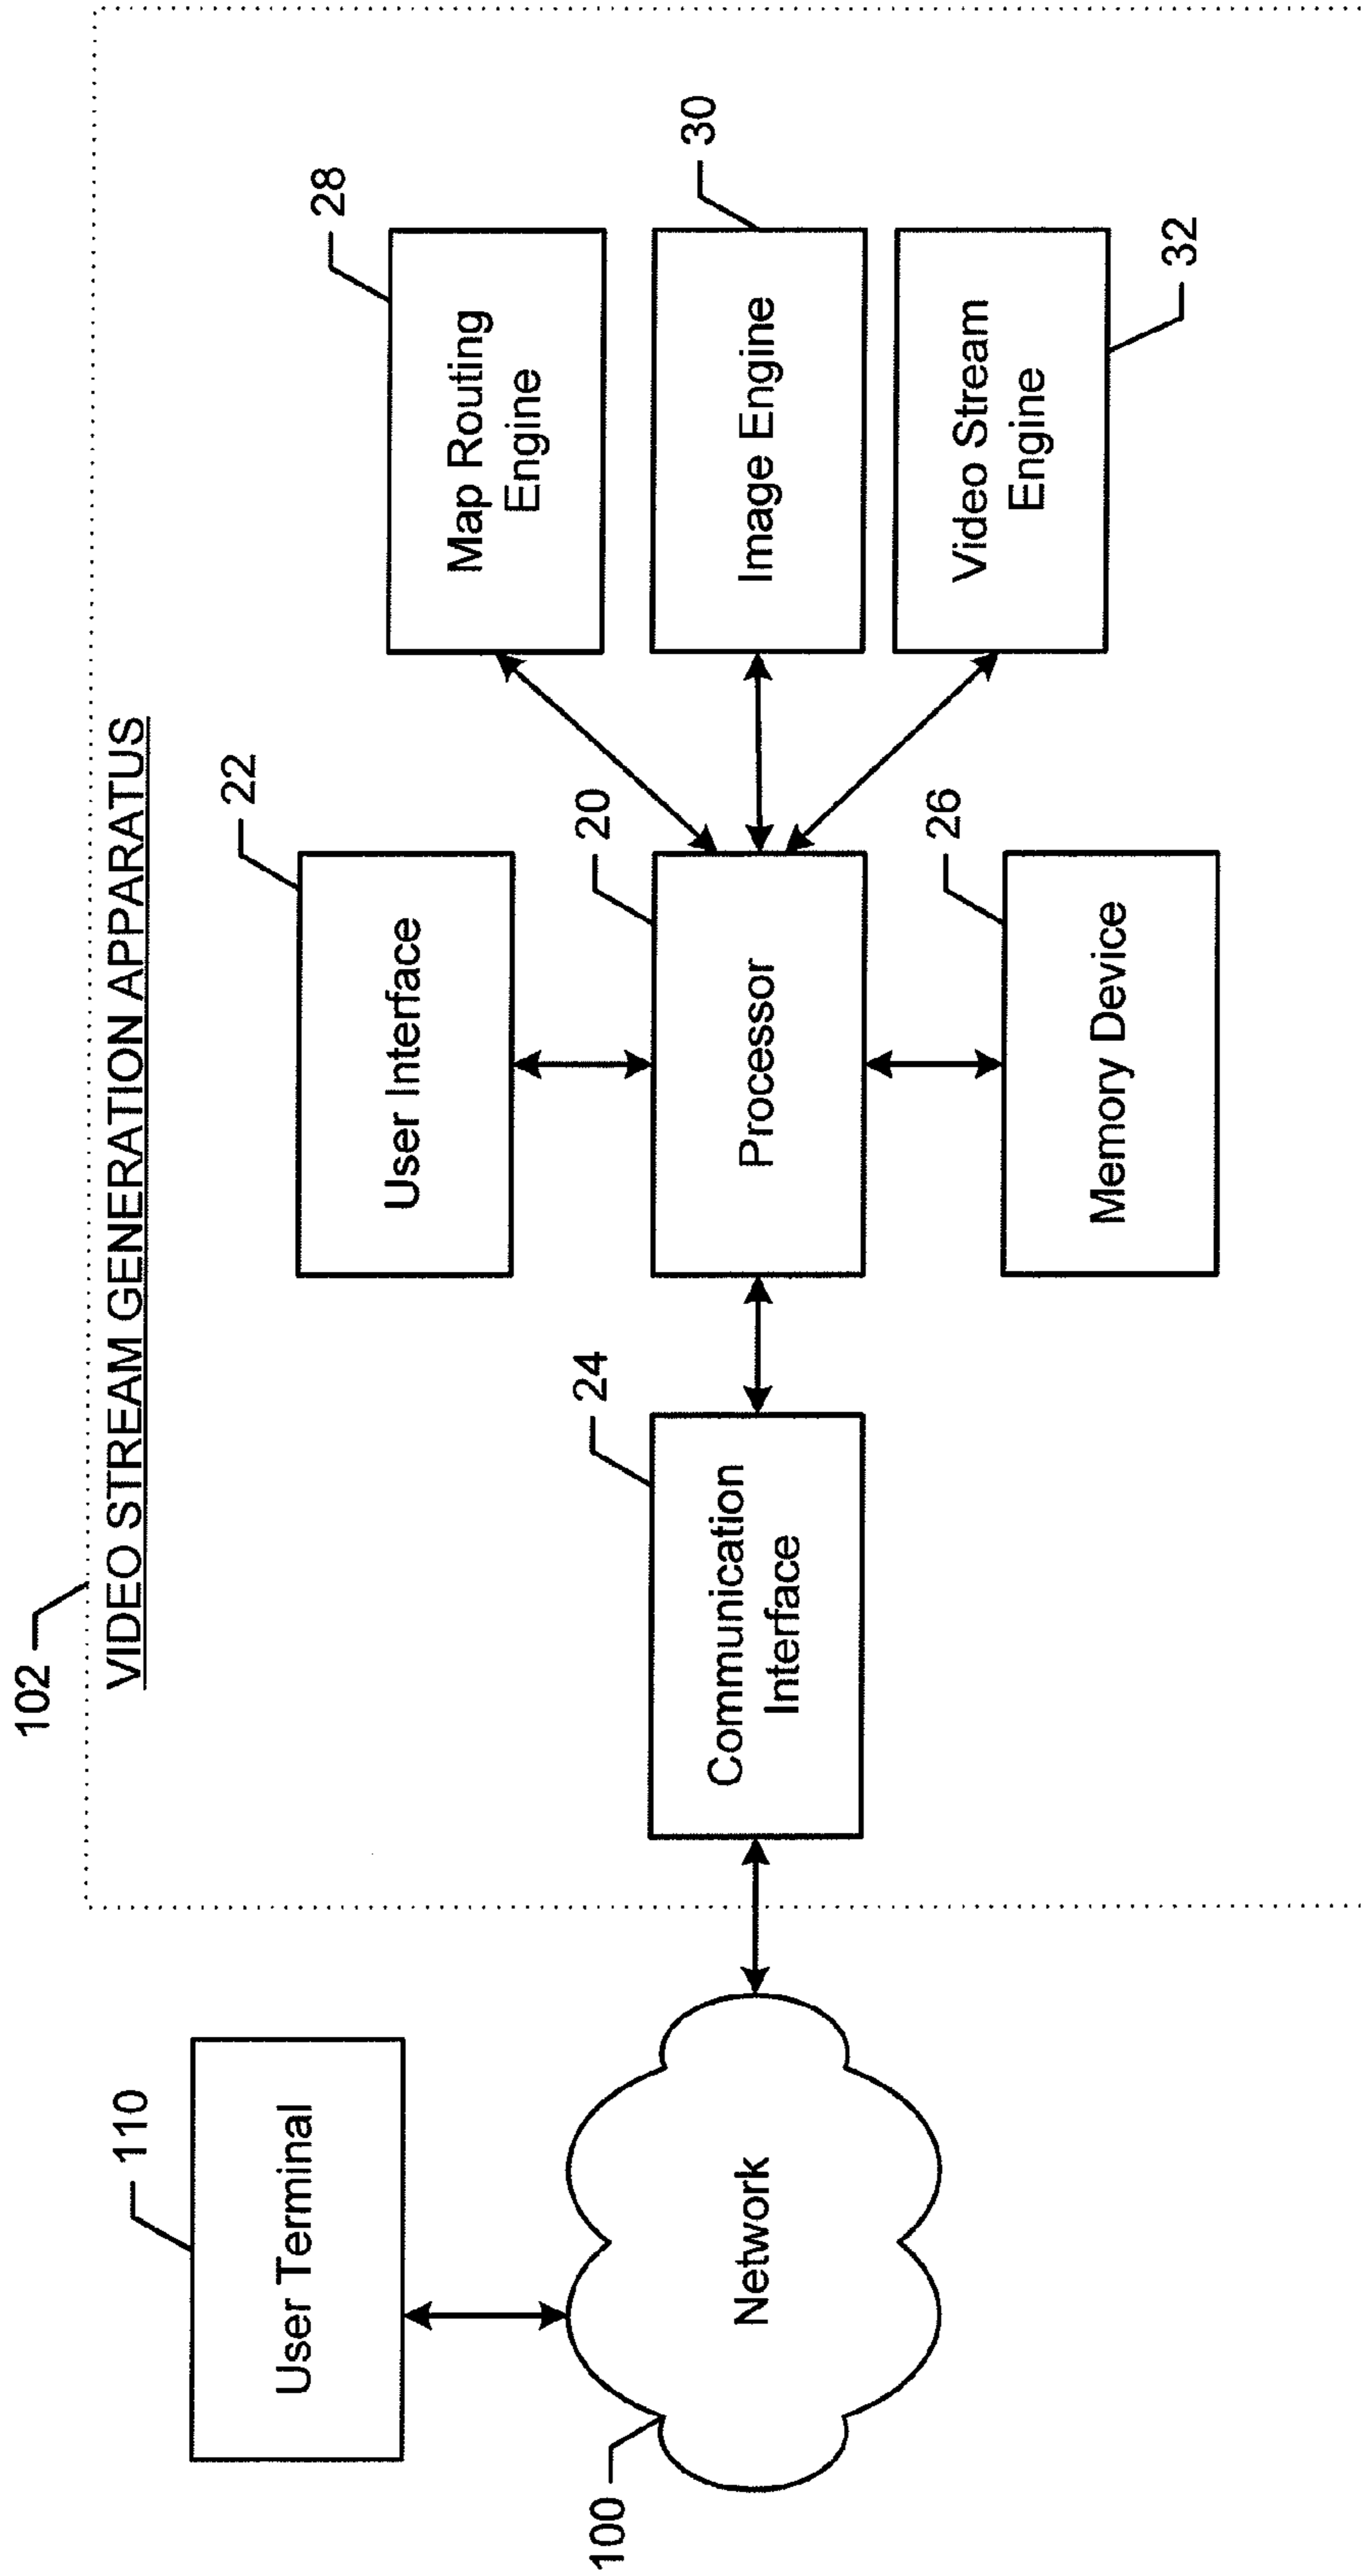 102
VIDEO STREAM GENERATION APPARATUS
110
User Terminal
100
Network
24
Communication
Interface
22
User Interface
20
Processor
26
Memory Device
28
Map Routing
Engine
30
Image Engine
Video Stream
Engine
32